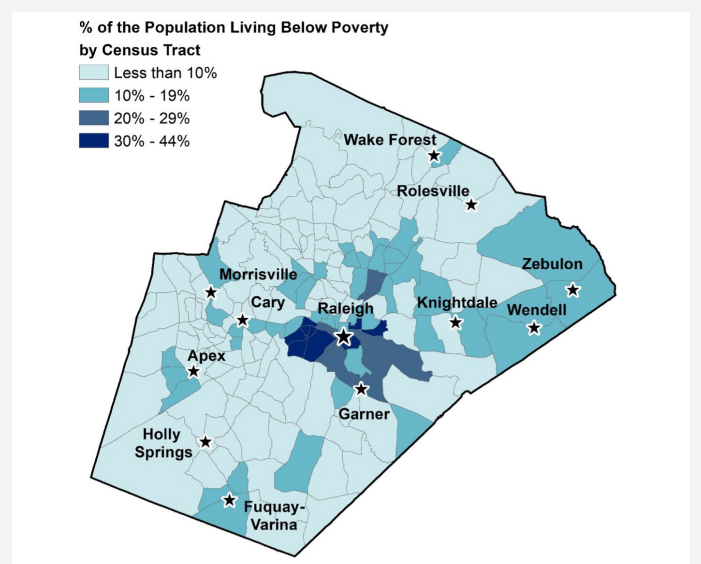 % of the Population Living Below Poverty
by Census Tract
Less than 10%
10% - 19%
20% - 29%
30% - 44%
Wake Forest
Rolesville
Zebulon
Morrisville
Cary
Raleigh
Knightdale
Wendell
Apex
Garner
Holly
Springs
Fuquay-
Varina